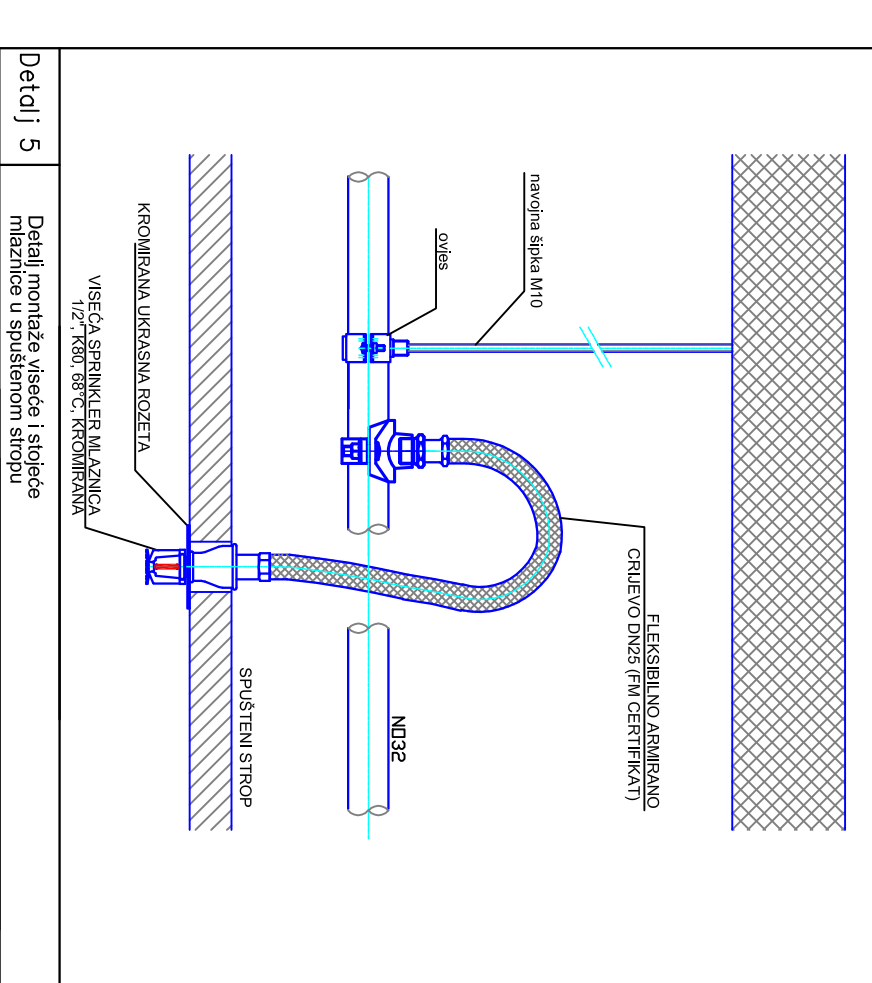 navojna šipka M10
ovjes
FLEKSIBILNO ARMIRANO
CRIJEVO DN25 (FM CERTIFIKAT)
NO32
SPUŠTENI STROP
KROMIRANA UKRASNA ROZETA
VISEĆA SPRINKLER MLAZNICA
1/2", K80, 68°C, KROMIRANA
Detalj 5
Detalj montaže viseće i stojeće
mlaznice u spuštenom stropu